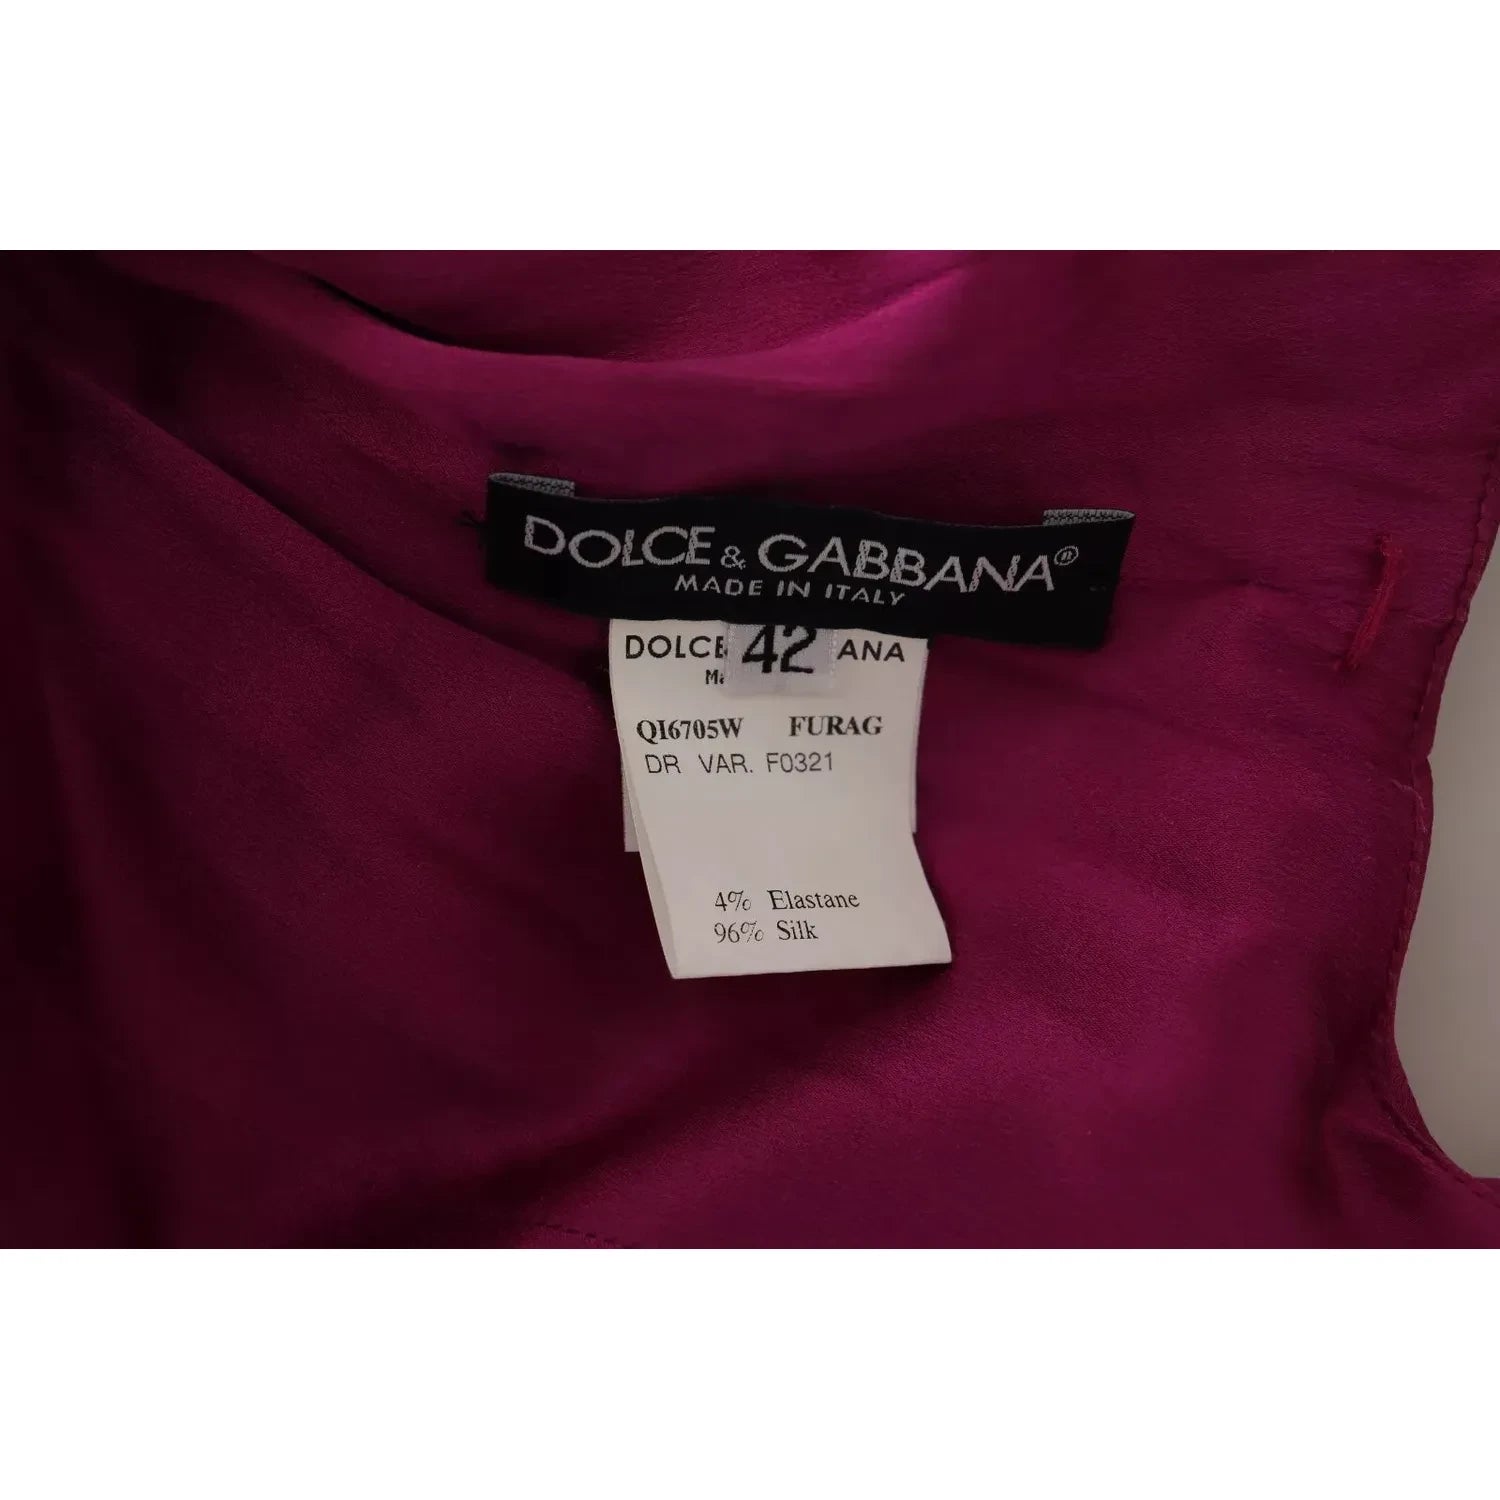 DOLCE & GABBANA®
MADE IN ITALY
42
DOLCE ANA
QI6705W FURAG
DR VAR. F0321
4% Elastane
96% Silk